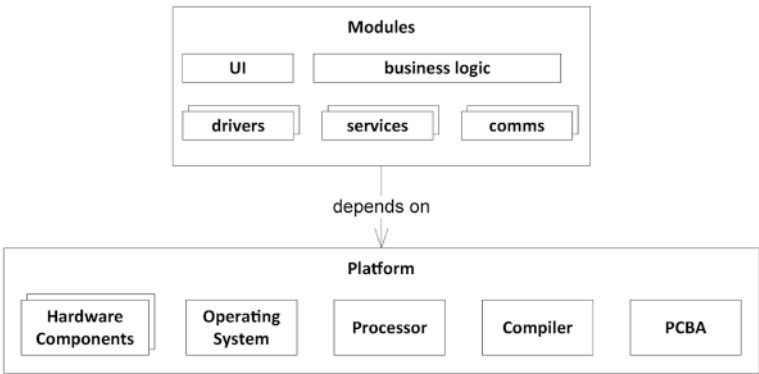 Modules
UI
business logic
drivers
services
comms
depends on
Platform
Hardware
Components
Operating
System
Processor
Compiler
PCBA